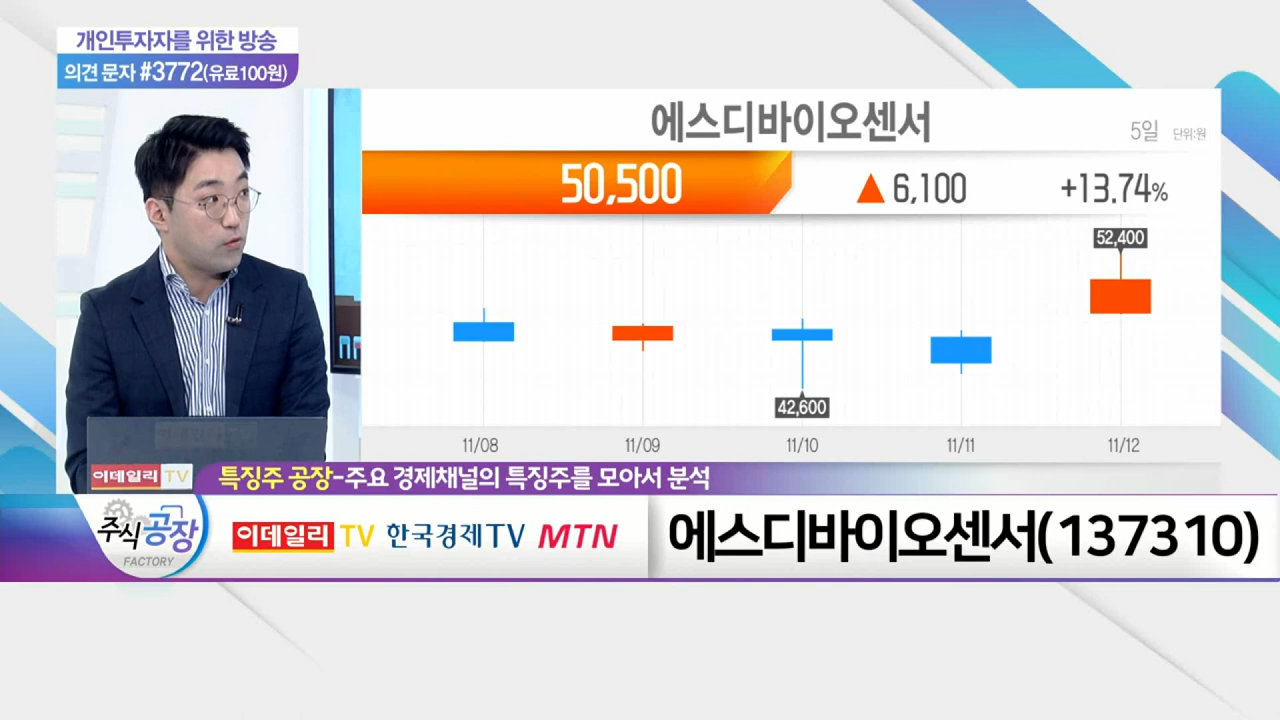 개인투자자를 위한 방송
의견 문자 #3772(유료100원)
에스디바이오센서
5일 단위:원
50,500 ▲ 6,100 +13.74%
52,400
42,600
11/08 11/09 11/10 11/11 11/12
이데일리 TV 특징주 공장-주요 경제채널의 특징주를 모아서 분석
주식공장
FACTORY
이데일리 TV 한국경제TV MTN
에스디바이오센서(137310)